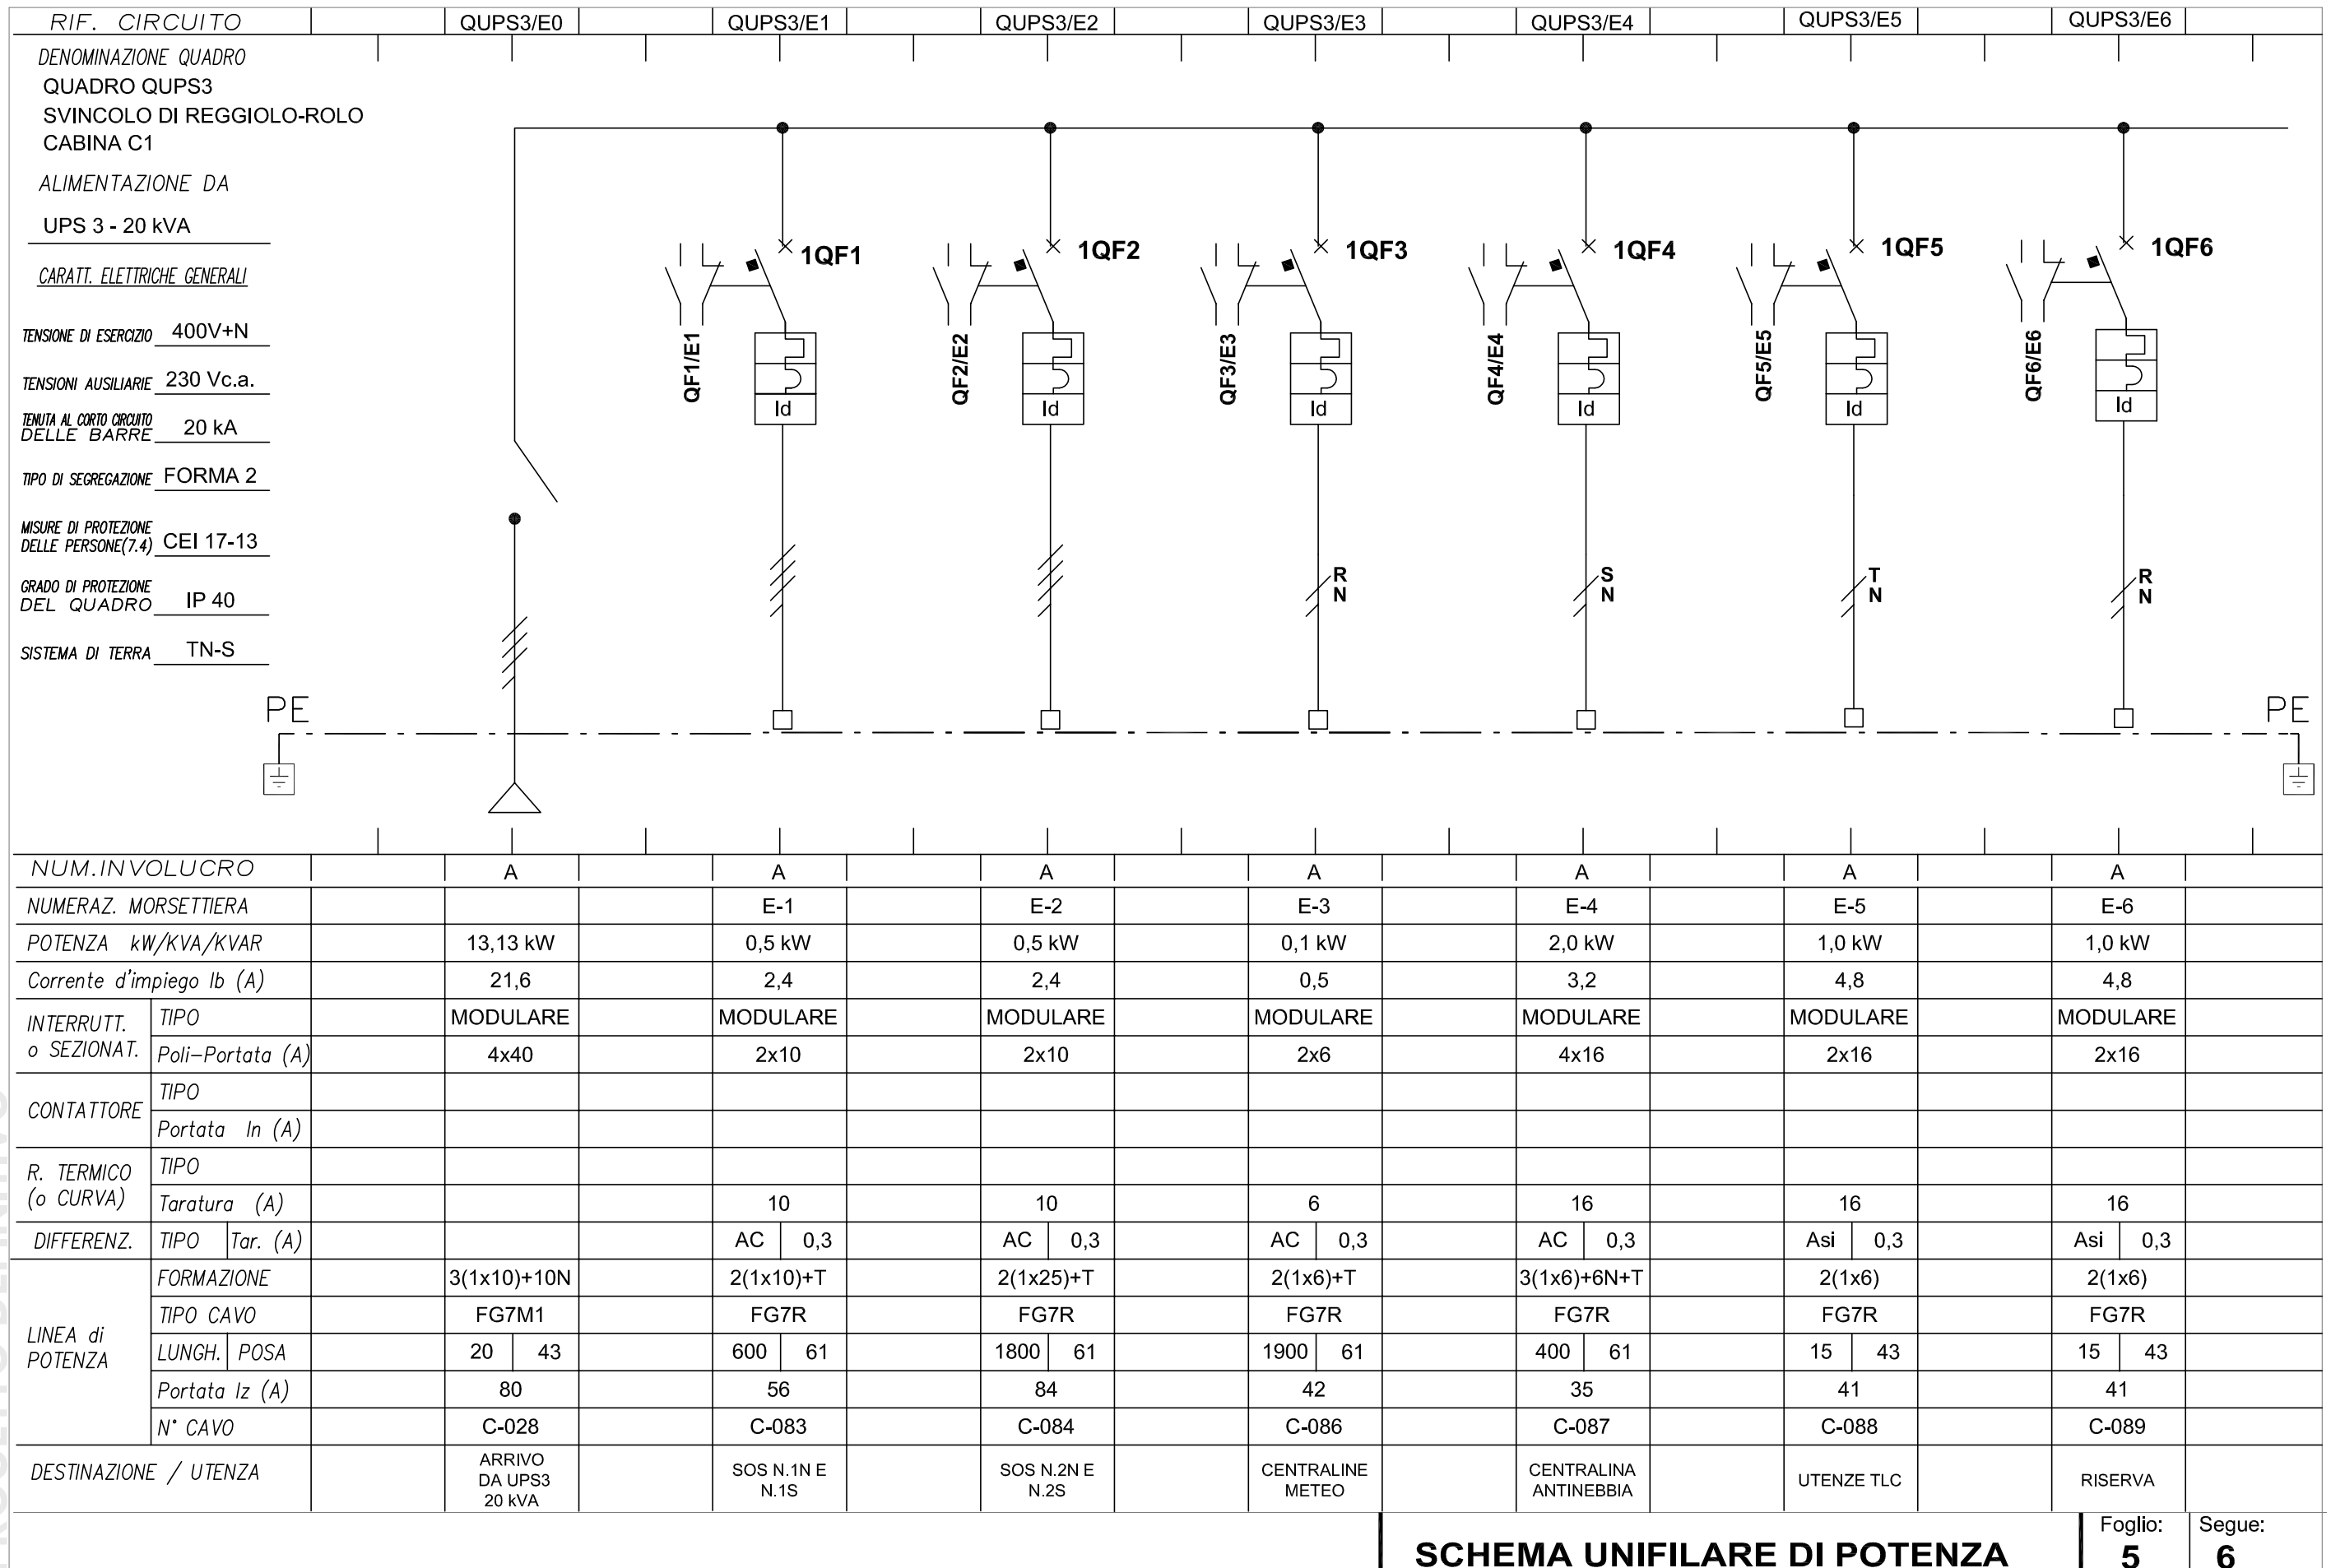 RIF. CIRCUITO QUPS3/E0 QUPS3/E1 QUPS3/E2 QUPS3/E3 QUPS3/E4 QUPS3/E5 QUPS3/E6
DENOMINAZIONE QUADRO
QUADRO QUPS3
SVINCOLO DI REGGIOLO-ROLO
CABINA C1
ALIMENTAZIONE DA
UPS 3 - 20 kVA
CARATT. ELETTRICHE GENERALI
TENSIONE DI ESERCIZIO 400V+N
TENSIONI AUSILIARIE 230 Vc.a.
TENUTA AL CORTO CIRCUITO
DELLE BARRE 20 kA
TIPO DI SEGREGAZIONE FORMA 2
MISURE DI PROTEZIONE
DELLE PERSONE(7.4) CEI 17-13
GRADO DI PROTEZIONE
DEL QUADRO IP 40
SISTEMA DI TERRA TN-S
1QF1 1QF2 1QF3 1QF4 1QF5 1QF6
QF1/E1 QF2/E2 QF3/E3 QF4/E4 QF5/E5 QF6/E6
Id Id Id Id Id Id
R S T R
N N N N
PE PE
NUM.INVOLUCRO A A A A A A A
NUMERAZ. MORSETTIERA E-1 E-2 E-3 E-4 E-5 E-6
POTENZA kW/KVA/KVAR 13,13 kW 0,5 kW 0,5 kW 0,1 kW 2,0 kW 1,0 kW 1,0 kW
Corrente d'impiego Ib (A) 21,6 2,4 2,4 0,5 3,2 4,8 4,8
INTERRUTT.
o SEZIONAT.
TIPO MODULARE MODULARE MODULARE MODULARE MODULARE MODULARE MODULARE
Poli-Portata (A) 4x40 2x10 2x10 2x6 4x16 2x16 2x16
CONTATTORE
TIPO
Portata In (A)
R. TERMICO
(o CURVA)
TIPO
Taratura (A) 10 10 6 16 16 16
DIFFERENZ. TIPO Tar. (A) AC 0,3 AC 0,3 AC 0,3 AC 0,3 Asi 0,3 Asi 0,3
LINEA di
POTENZA
FORMAZIONE 3(1x10)+10N 2(1x10)+T 2(1x25)+T 2(1x6)+T 3(1x6)+6N+T 2(1x6) 2(1x6)
TIPO CAVO FG7M1 FG7R FG7R FG7R FG7R FG7R FG7R
LUNGH. POSA 20 43 600 61 1800 61 1900 61 400 61 15 43 15 43
Portata Iz (A) 80 56 84 42 35 41 41
N° CAVO C-028 C-083 C-084 C-086 C-087 C-088 C-089
DESTINAZIONE / UTENZA
ARRIVO
DA UPS3
20 kVA
SOS N.1N E
N.1S
SOS N.2N E
N.2S
CENTRALINE
METEO
CENTRALINA
ANTINEBBIA
UTENZE TLC
RISERVA
SCHEMA UNIFILARE DI POTENZA
Foglio:
5
Segue:
6